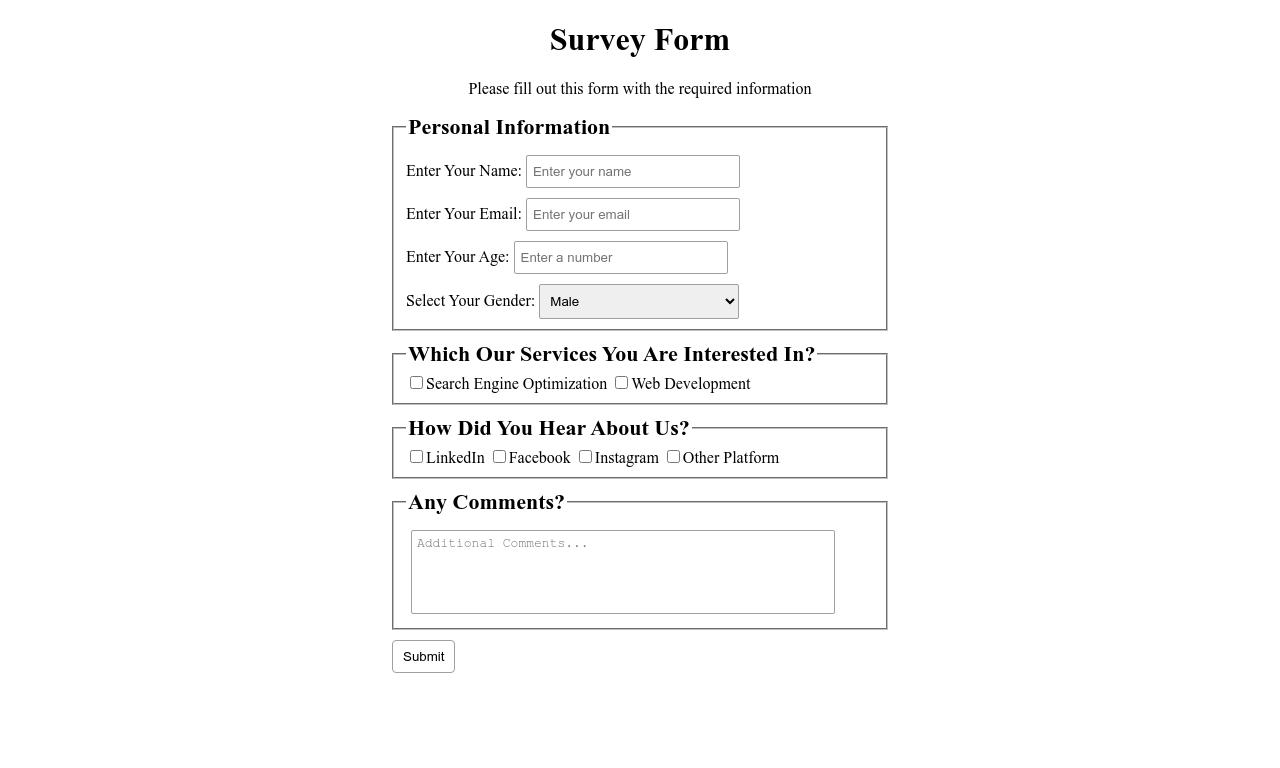 Survey Form
Please fill out this form with the required information
Personal Information
Enter Your Name: Enter your name
Enter Your Email: Enter your email
Enter Your Age: Enter a number
Select Your Gender: Male
Which Our Services You Are Interested In?
Search Engine Optimization Web Development
How Did You Hear About Us?
LinkedIn Facebook Instagram Other Platform
Any Comments?
Additional Comments...
Submit